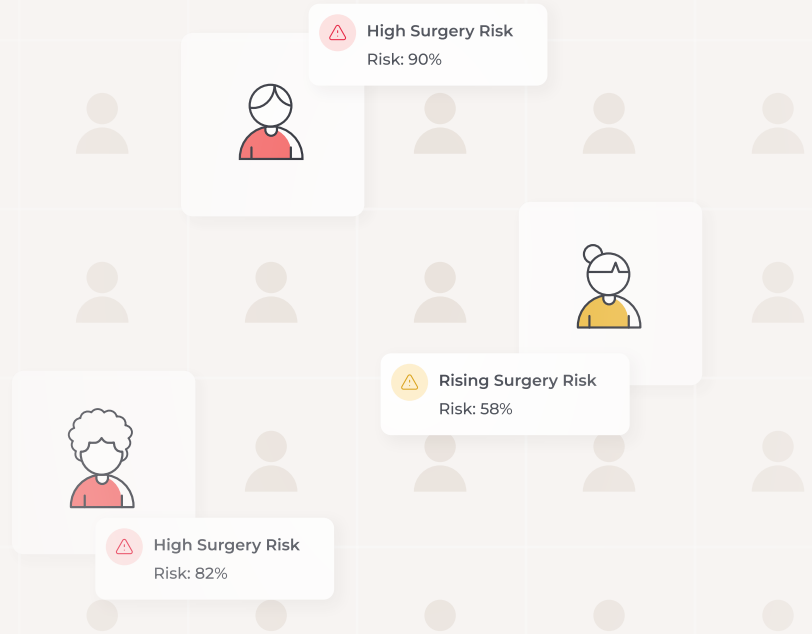 High Surgery Risk
Risk: 90%
Rising Surgery Risk
Risk: 58%
High Surgery Risk
Risk: 82%